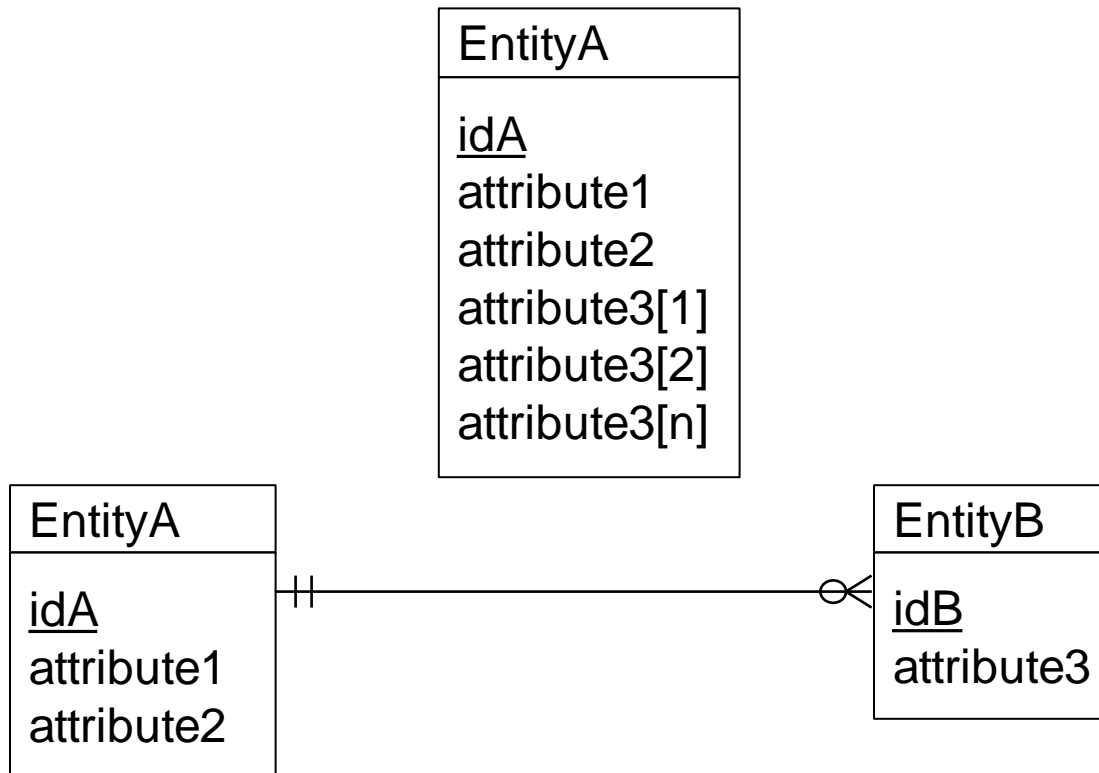 EntityA
idA
attribute1
attribute2
attribute3[1]
attribute3[2]
attribute3[n]
EntityA
idA
attribute1
attribute2
EntityB
idB
attribute3